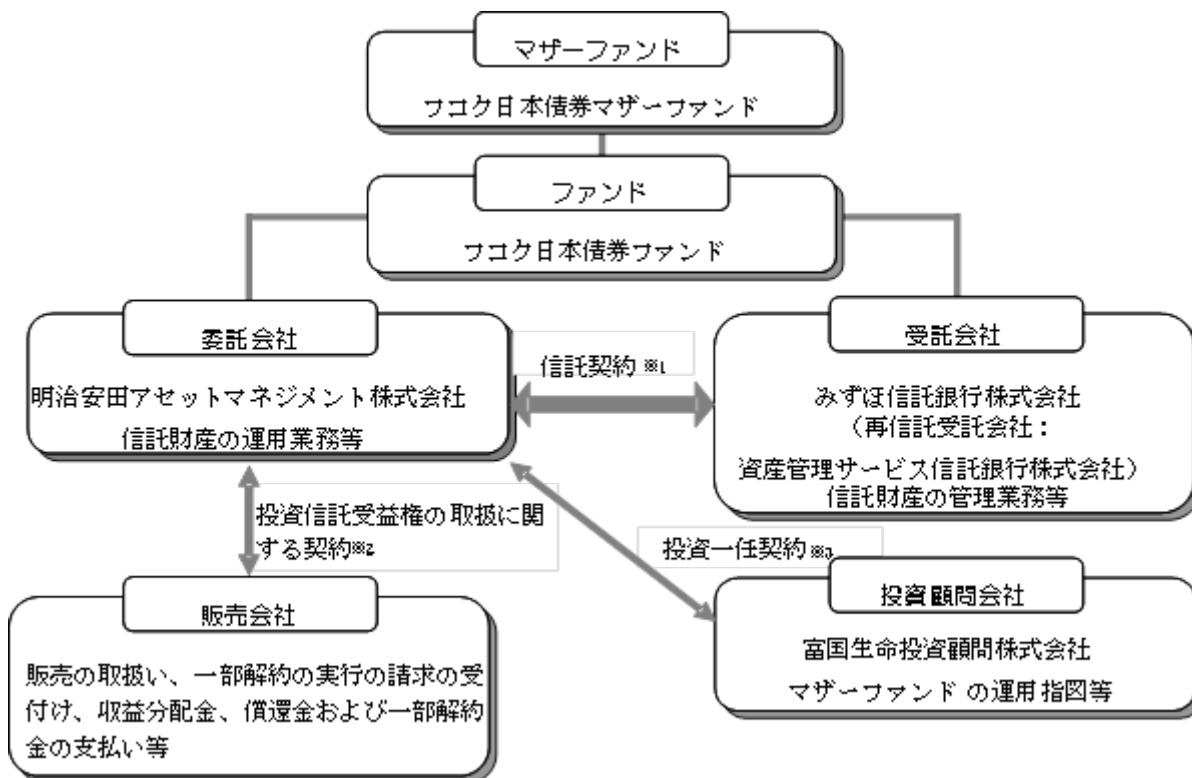 マザーファンド
フコク日本債券マザーファンド
ファンド
フコク日本債券ファンド
委託会社
明治安田アセットマネジメント株式会社
信託財産の運用業務等
信託契約 ※1
受託会社
みずほ信託銀行株式会社
（再信託受託会社：
資産管理サービス信託銀行株式会社）
信託財産の管理業務等
投資信託受益権の取扱に関
する契約※2
投資一任契約 ※3
販売会社
販売の取扱い、一部解約の実行の請求の受
付け、収益分配金、償還金および一部解約
金の支払い等
投資顧問会社
富国生命投資顧問株式会社
マザーファンド の運用指図等